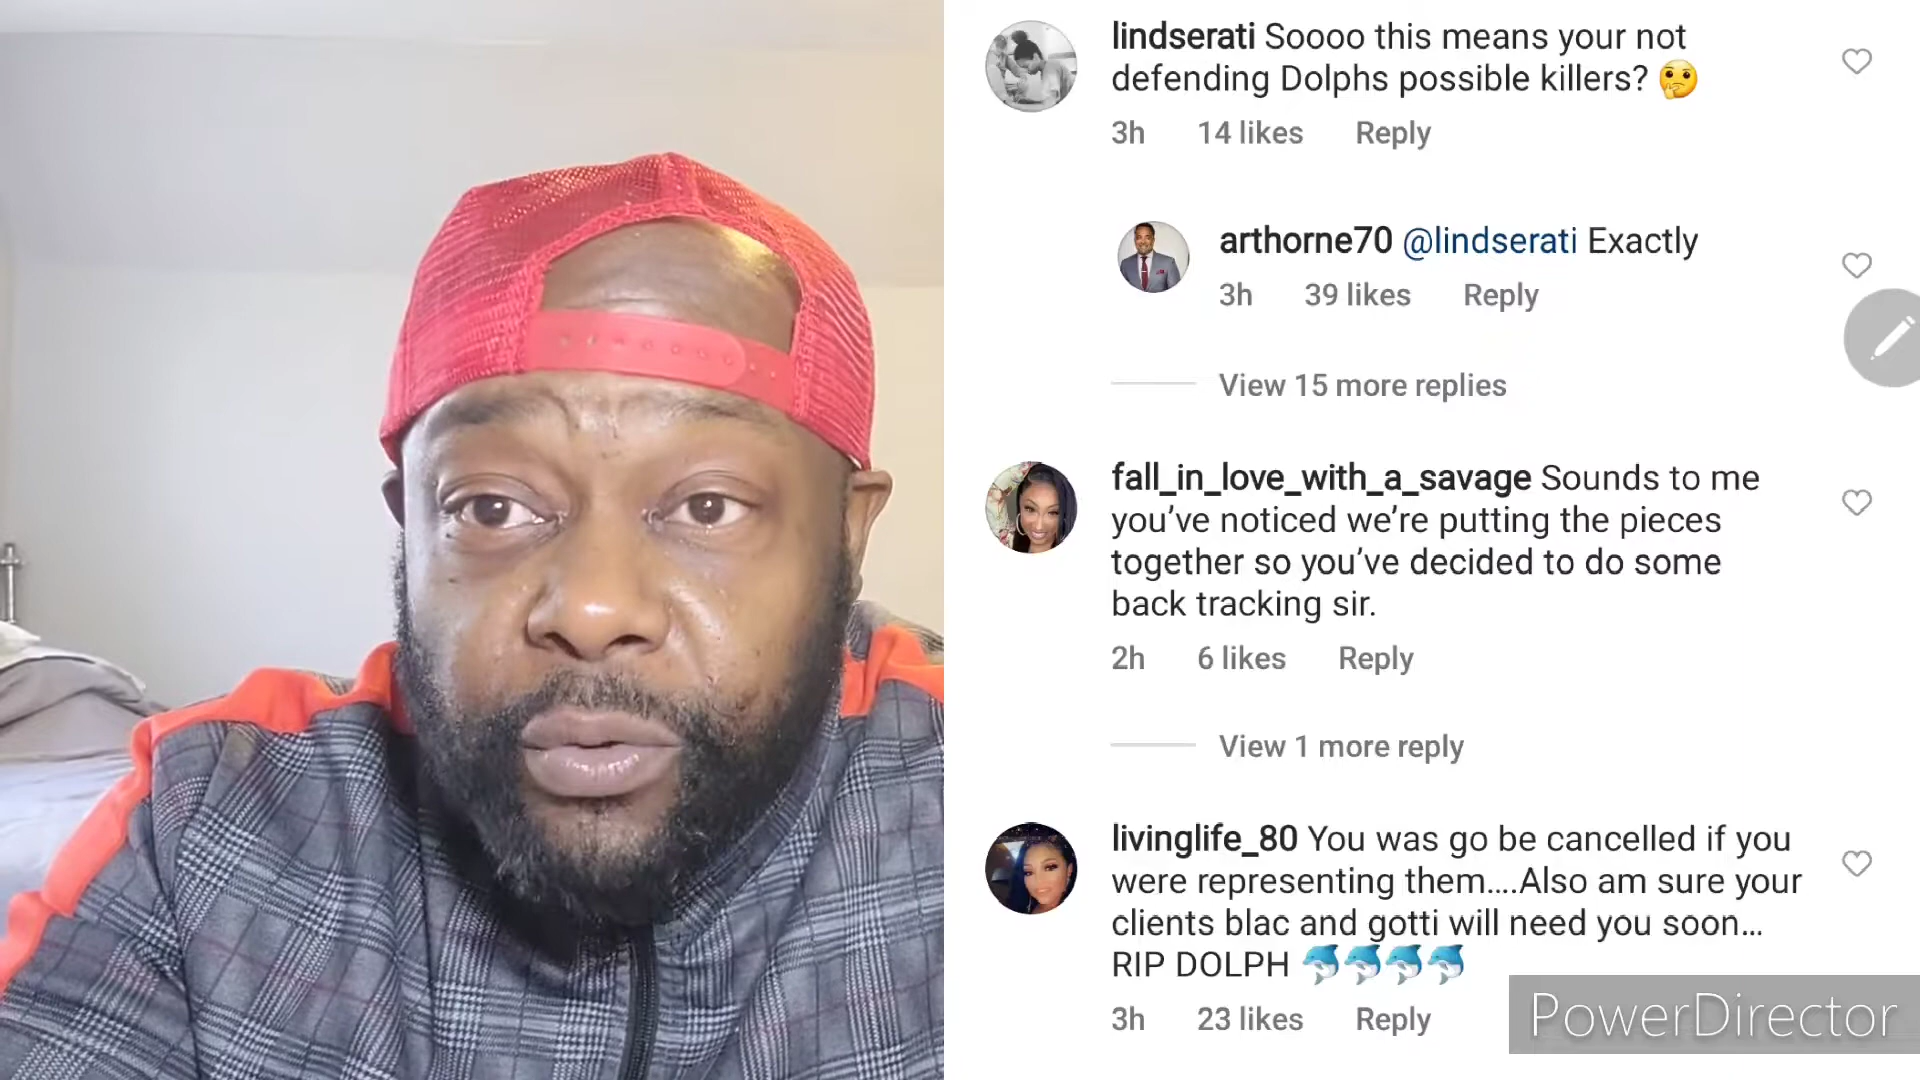 lindserati Soooo this means your not
defending Dolphs possible killers? 🤔
3h 14 likes Reply
arthorne70 @lindserati Exactly
3h 39 likes Reply
View 15 more replies
fall_in_love_with_a_savage Sounds to me
you’ve noticed we’re putting the pieces
together so you’ve decided to do some
back tracking sir.
2h 6 likes Reply
View 1 more reply
livinglife_80 You was go be cancelled if you
were representing them....Also am sure your
clients blac and gotti will need you soon...
RIP DOLPH 🐬🐬🐬🐬
3h 23 likes Reply
PowerDirector